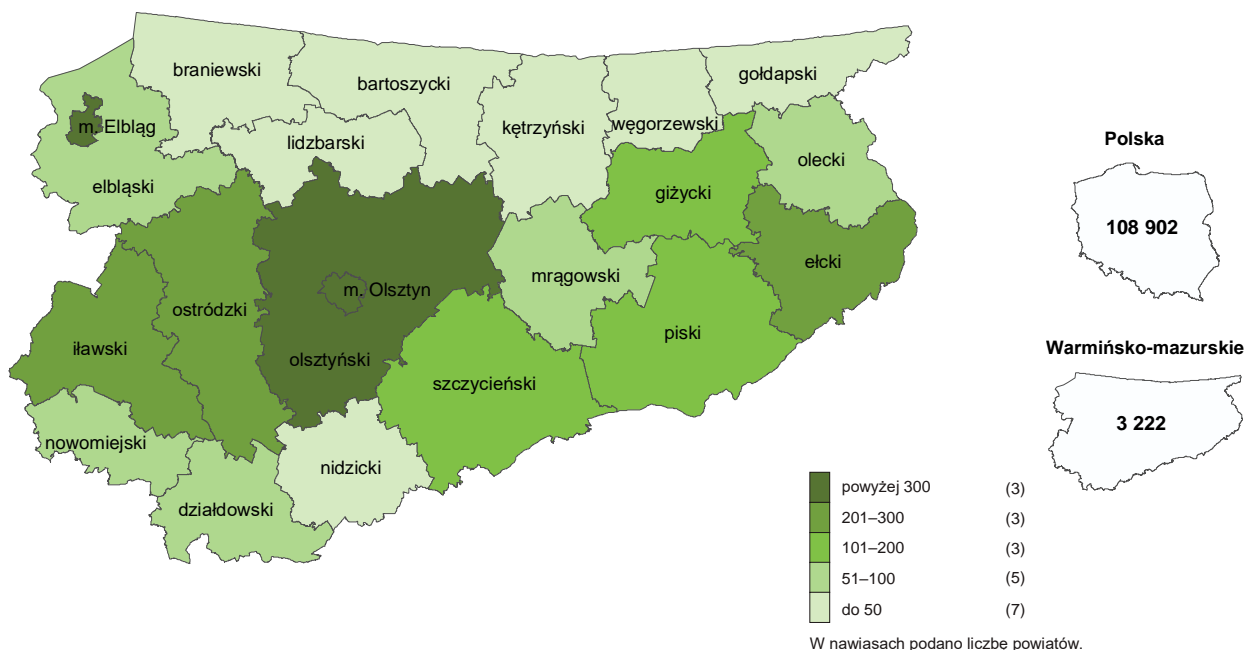 braniewski
bartoszycki
gołdapski
m. Elbląg
kętrzyński
węgorzewski
lidzbarski
olecki
elbląski
giżycki
mrągowski
ełcki
m. Olsztyn
ostródzki
piski
iławski
olsztyński
szczycieński
nowomiejski
nidzicki
działdowski
Polska
108 902
Warmińsko-mazurskie
3 222
powyżej 300 (3)
201–300 (3)
101–200 (3)
51–100 (5)
do 50 (7)
W nawiasach podano liczbę powiatów.